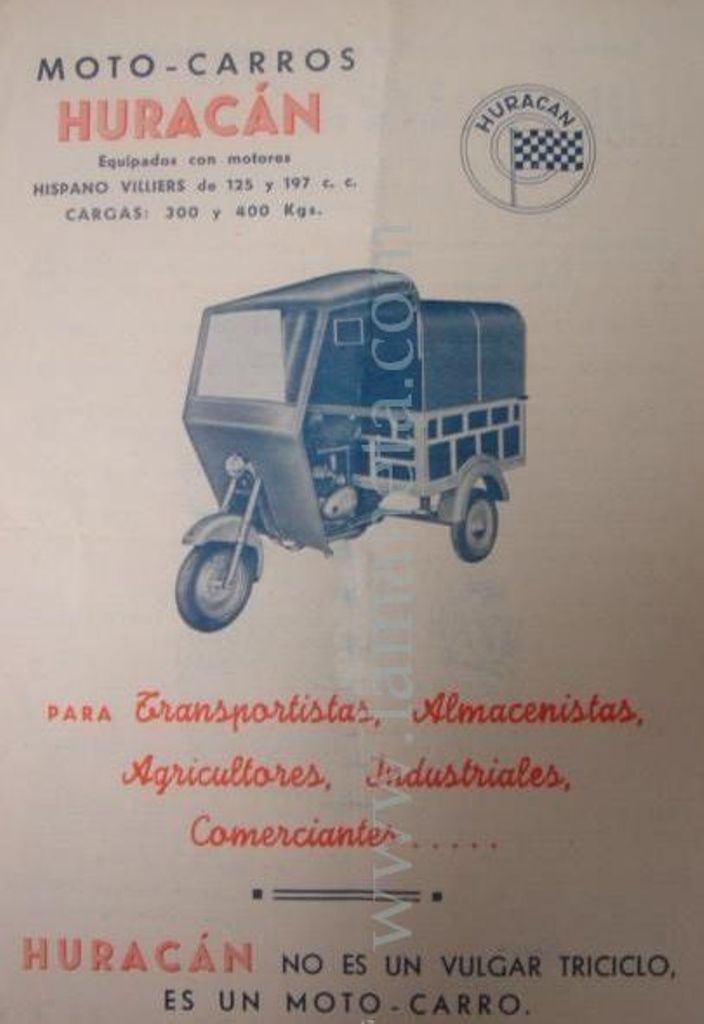 MOTO-CARROS
HURACÁN
Equipados con motores
HISPANO VILLIERS de 125 y 197 c. c.
CARGAS: 300 y 400 Kgs.
HURACAN
PARA Transportistas, Almacenistas,
Agricultores, Industriales,
Comerciantes.....
HURACÁN NO ES UN VULGAR TRICICLO,
ES UN MOTO-CARRO.